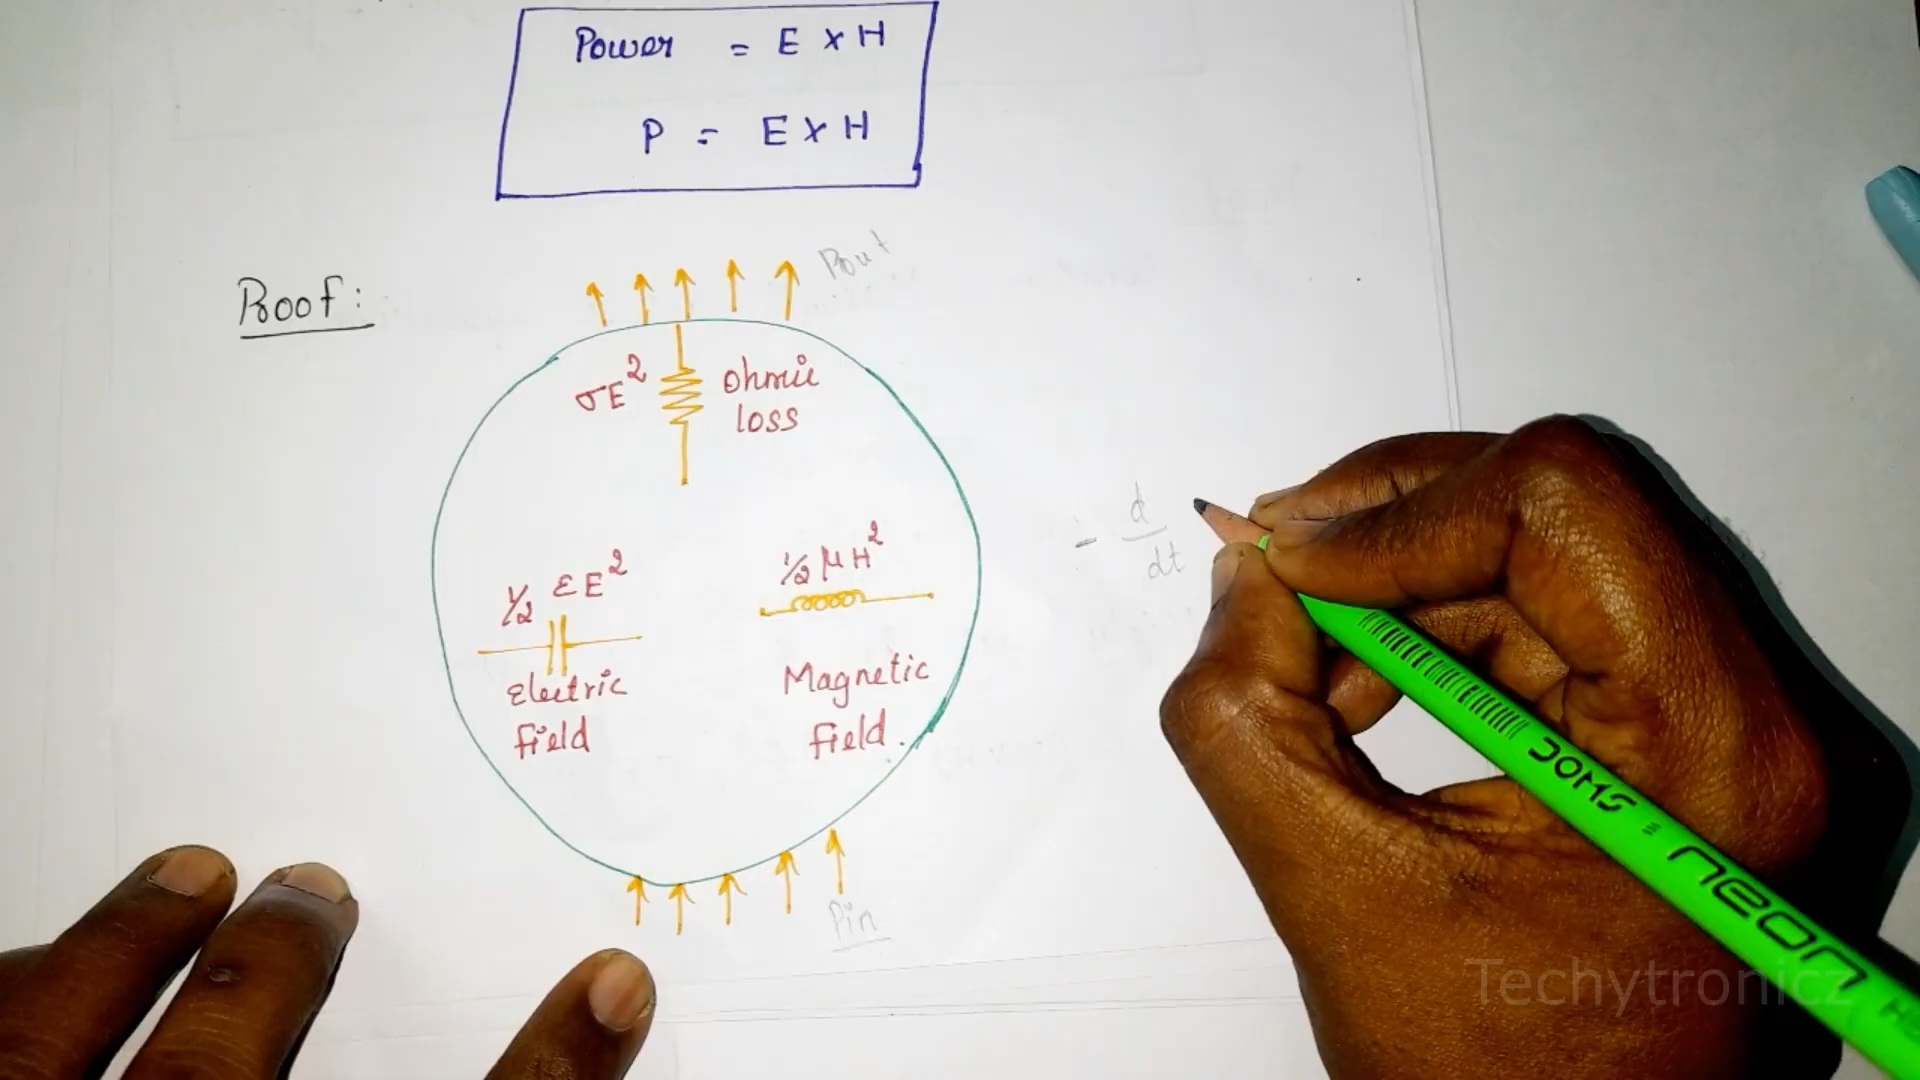 Power = E × H
P = E × H
Proof:
Pout
σE²
ohmic
loss
½ εE²
Electric
field
½ μH²
Magnetic
field.
- d
dt
Pin
DOMS
neon
Techytronicz